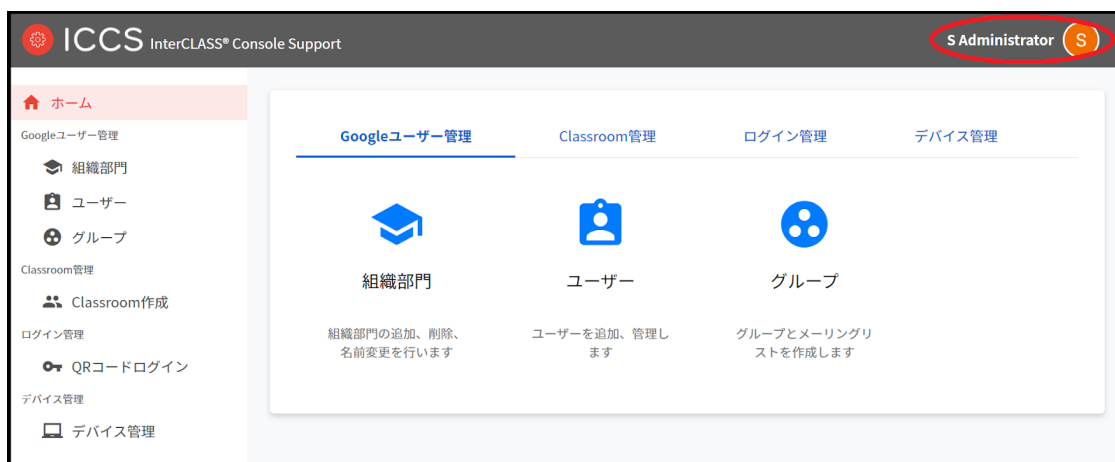 ICCS InterCLASS® Console Support
S Administrator S
ホーム
Googleユーザー管理
組織部門
ユーザー
グループ
Classroom管理
Classroom作成
ログイン管理
QRコードログイン
デバイス管理
デバイス管理
Googleユーザー管理 Classroom管理 ログイン管理 デバイス管理
組織部門
組織部門の追加、削除、
名前変更を行います
ユーザー
ユーザーを追加、管理し
ます
グループ
グループとメーリングリ
ストを作成します